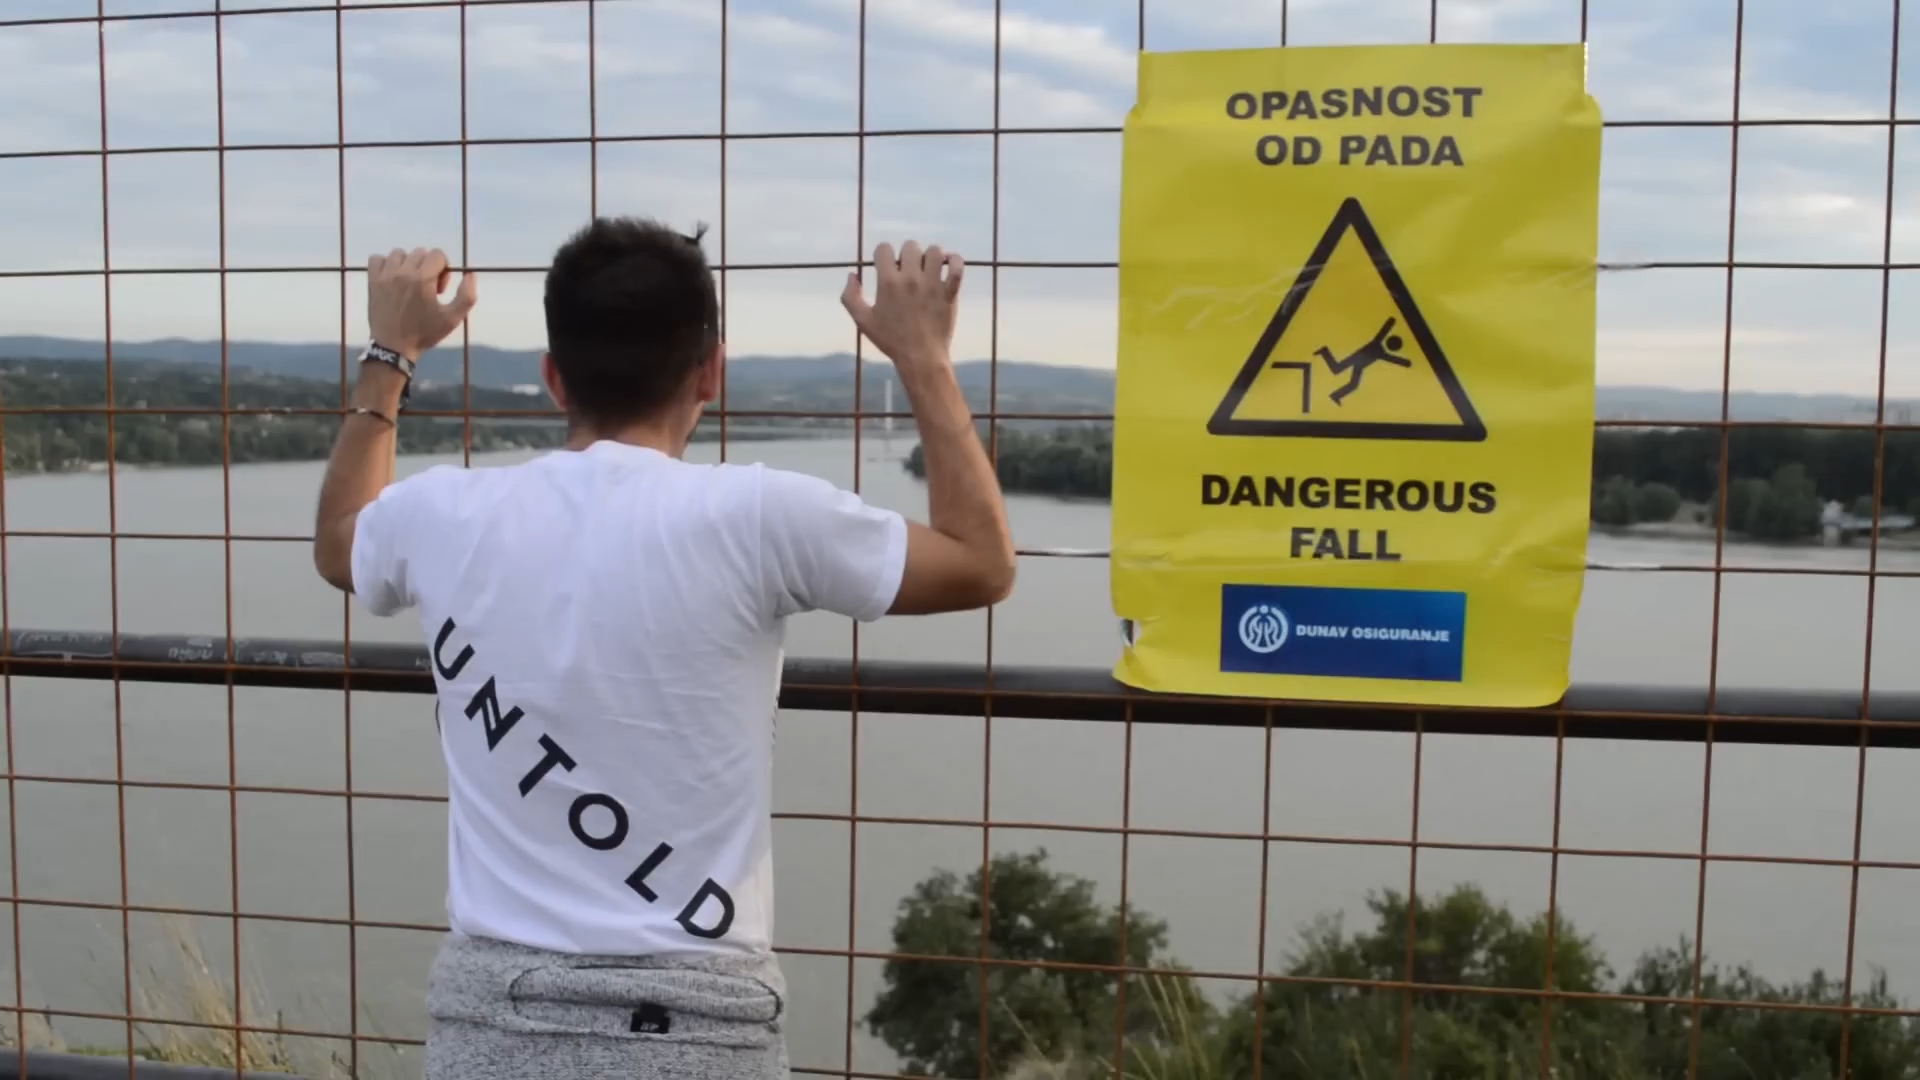 OPASNOST
OD PADA
DANGEROUS
FALL
DUNAV OSIGURANJE
UNTOLD